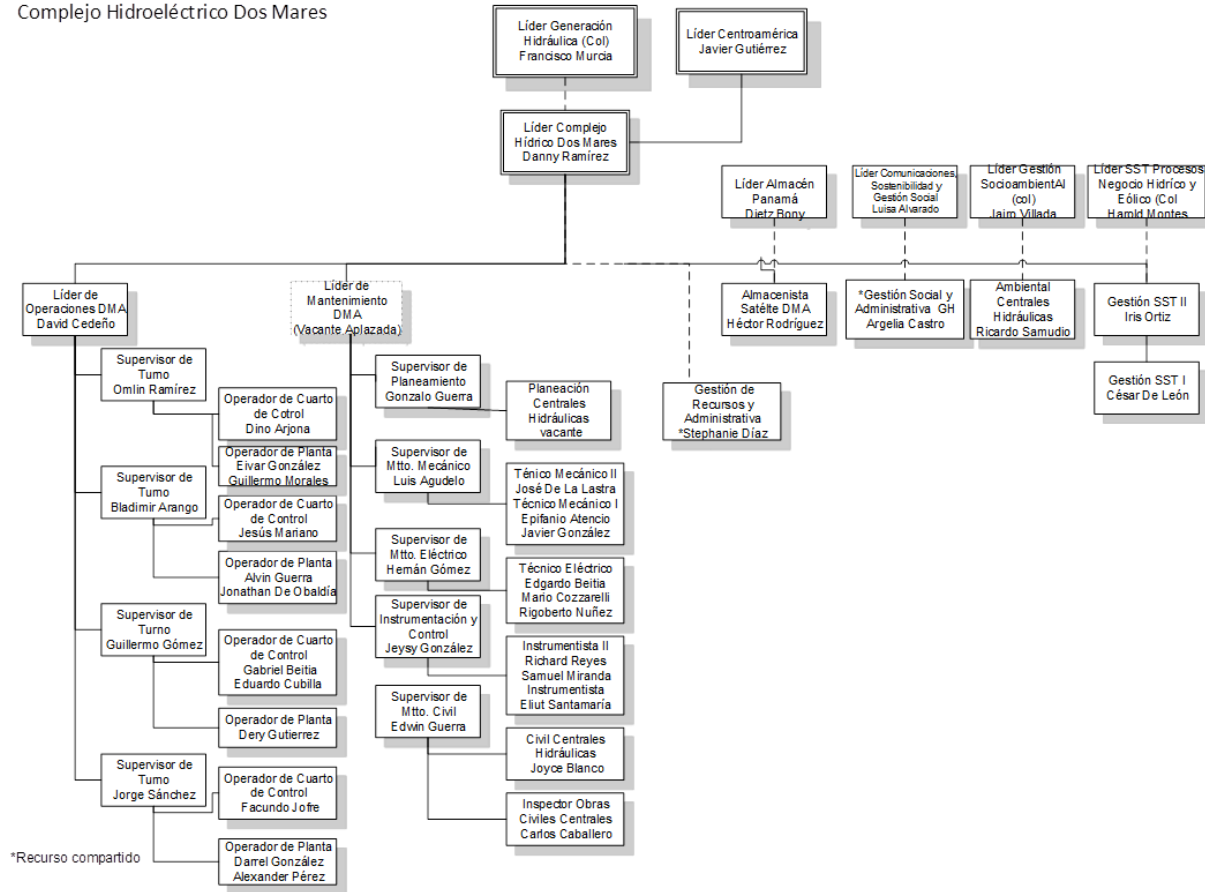 Complejo Hidroeléctrico Dos Mares
Líder Generación
Hidráulica (Col)
Francisco Murcia
Líder Centroamérica
Javier Gutiérrez
Líder Complejo
Hídrico Dos Mares
Danny Ramírez
Líder Almacén
Panamá
Dietz Bony
Líder Comunicaciones,
Sostenibilidad y
Gestión Social
Luisa Alvarado
Líder Gestión
SocioambientAl
(col)
Jairo Villada
Líder SST Procesos
Negocio Hidríco y
Eólico (Col
Harold Montes
Líder de
Operaciones DMA
David Cedeño
Líder de
Mantenimiento
DMA
(Vacante Aplazada)
Almacenista
Satélte DMA
Héctor Rodríguez
*Gestión Social y
Administrativa GH
Argelia Castro
Ambiental
Centrales
Hidráulicas
Ricardo Samudio
Gestión SST II
Iris Ortiz
Gestión SST I
César De León
Gestión de
Recursos y
Administrativa
*Stephanie Díaz
Supervisor de
Turno
Omlin Ramírez
Operador de Cuarto
de Cotrol
Dino Arjona
Operador de Planta
Eivar González
Guillermo Morales
Supervisor de
Turno
Bladimir Arango
Operador de Cuarto
de Control
Jesús Mariano
Operador de Planta
Alvin Guerra
Jonathan De Obaldía
Supervisor de
Turno
Guillermo Gómez
Operador de Cuarto
de Control
Gabriel Beitia
Eduardo Cubilla
Operador de Planta
Dery Gutierrez
Supervisor de
Turno
Jorge Sánchez
Operador de Cuarto
de Control
Facundo Jofre
Operador de Planta
Darrel González
Alexander Pérez
Supervisor de
Planeamiento
Gonzalo Guerra
Planeación
Centrales
Hidráulicas
vacante
Supervisor de
Mtto. Mecánico
Luis Agudelo
Ténico Mecánico II
José De La Lastra
Técnico Mecánico I
Epifanio Atencio
Javier González
Supervisor de
Mtto. Eléctrico
Hernán Gómez
Técnico Eléctrico
Edgardo Beitia
Mario Cozzarelli
Rigoberto Nuñez
Supervisor de
Instrumentación y
Control
Jeysy González
Instrumentista II
Richard Reyes
Samuel Miranda
Instrumentista
Eliut Santamaría
Supervisor de
Mtto. Civil
Edwin Guerra
Civil Centrales
Hidráulicas
Joyce Blanco
Inspector Obras
Civiles Centrales
Carlos Caballero
*Recurso compartido